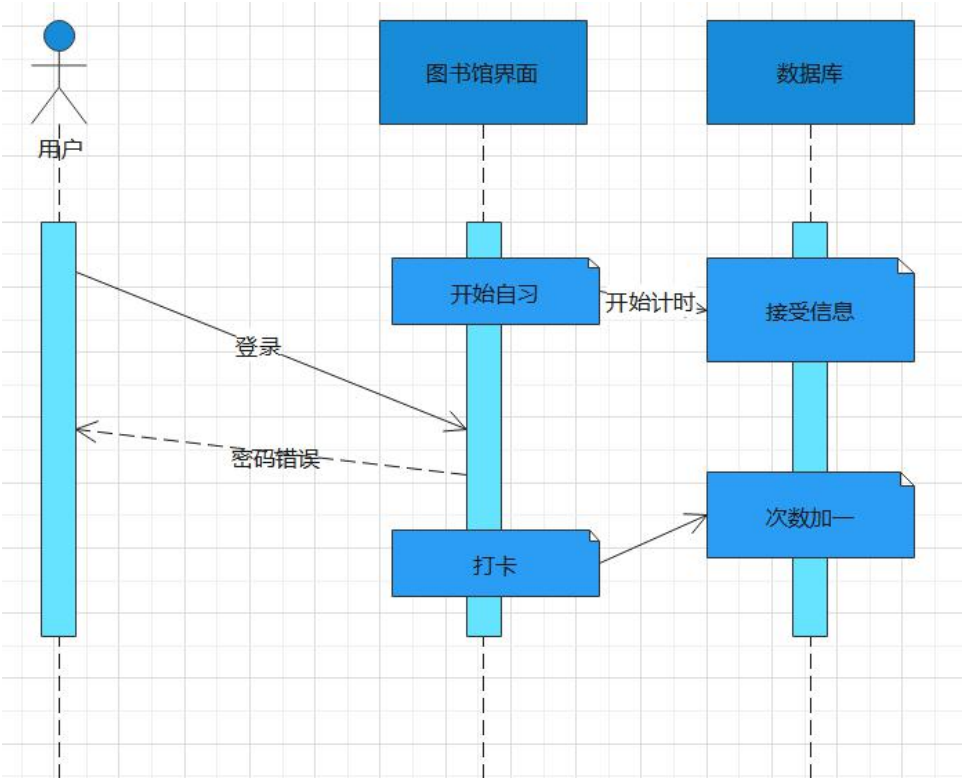 用户
图书馆界面
数据库
开始自习
开始计时
接受信息
登录
密码错误
次数加一
打卡